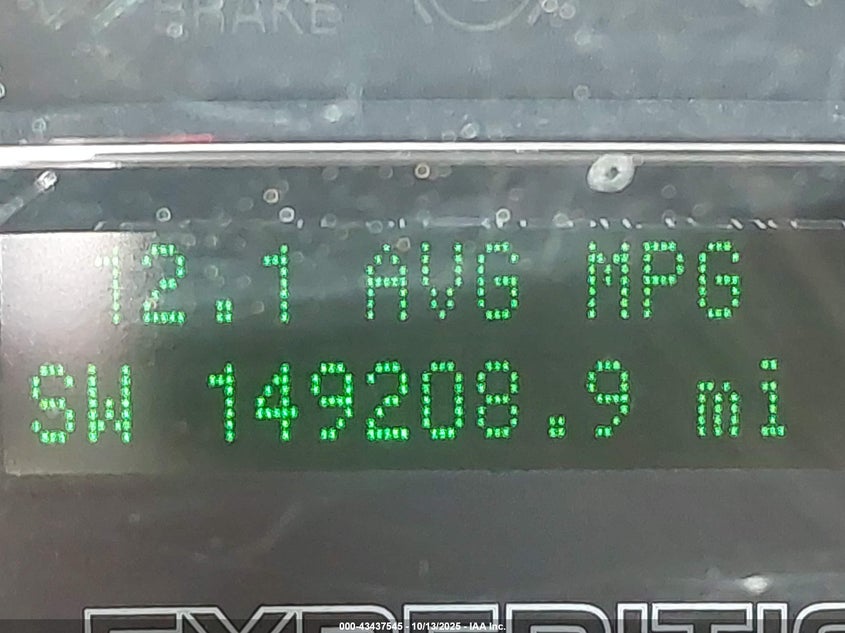 BRAKE
12.1 AVG MPG
SW 149208.9 mi
000-43437545 - 10/13/2025 - IAA Inc.